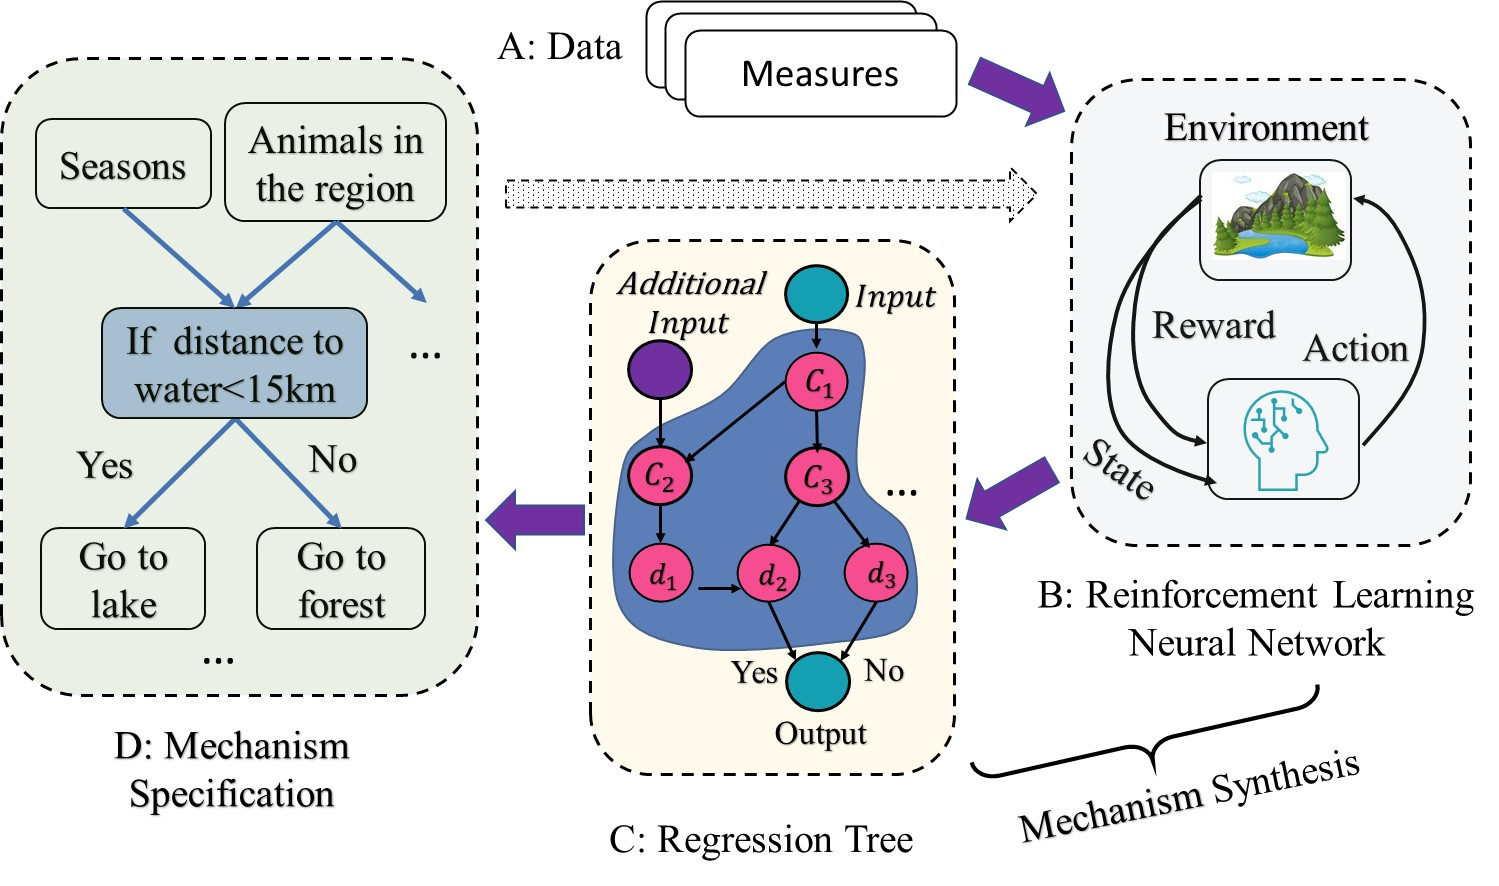 A: Data
Measures
Seasons
Animals in
the region
If distance to
water<15km
...
Yes
No
Go to
lake
Go to
forest
...
D: Mechanism
Specification
Additional
Input
Input
C1
C2
C3
...
d1
d2
d3
Yes
No
Output
C: Regression Tree
Environment
Reward
Action
State
B: Reinforcement Learning
Neural Network
Mechanism Synthesis